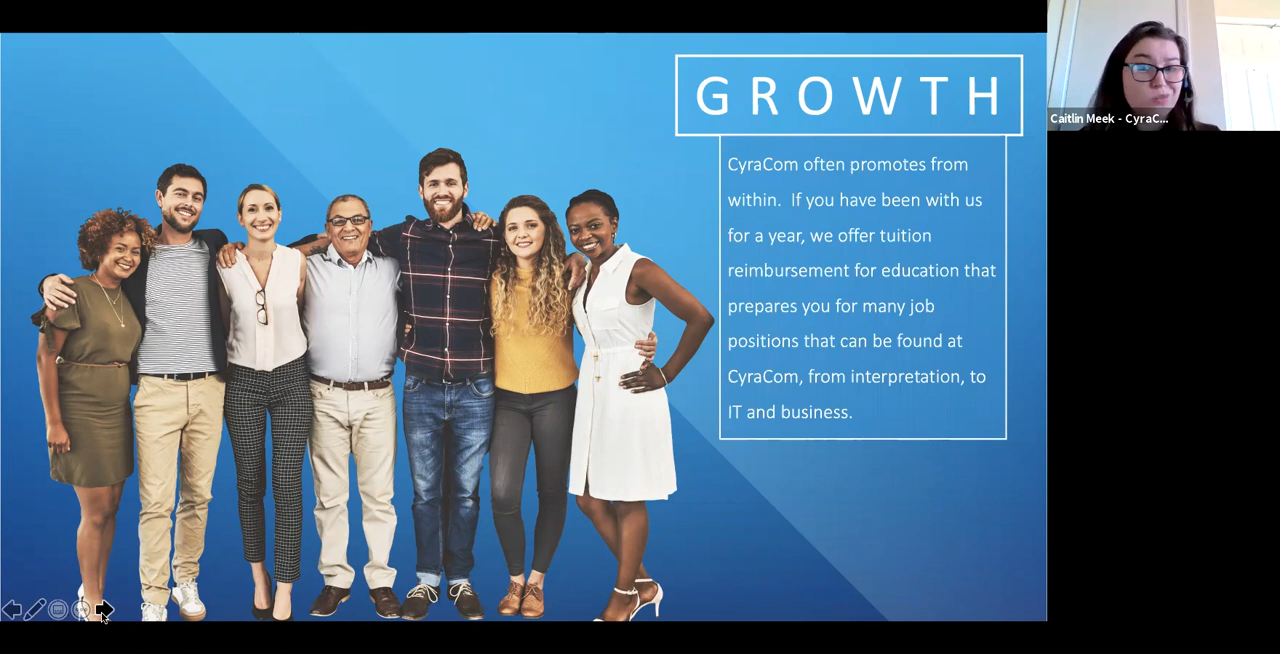 GROWTH
CyraCom often promotes from
within.  If you have been with us
for a year, we offer tuition
reimbursement for education that
prepares you for many job
positions that can be found at
CyraCom, from interpretation, to
IT and business.
Caitlin Meek - CyraC...